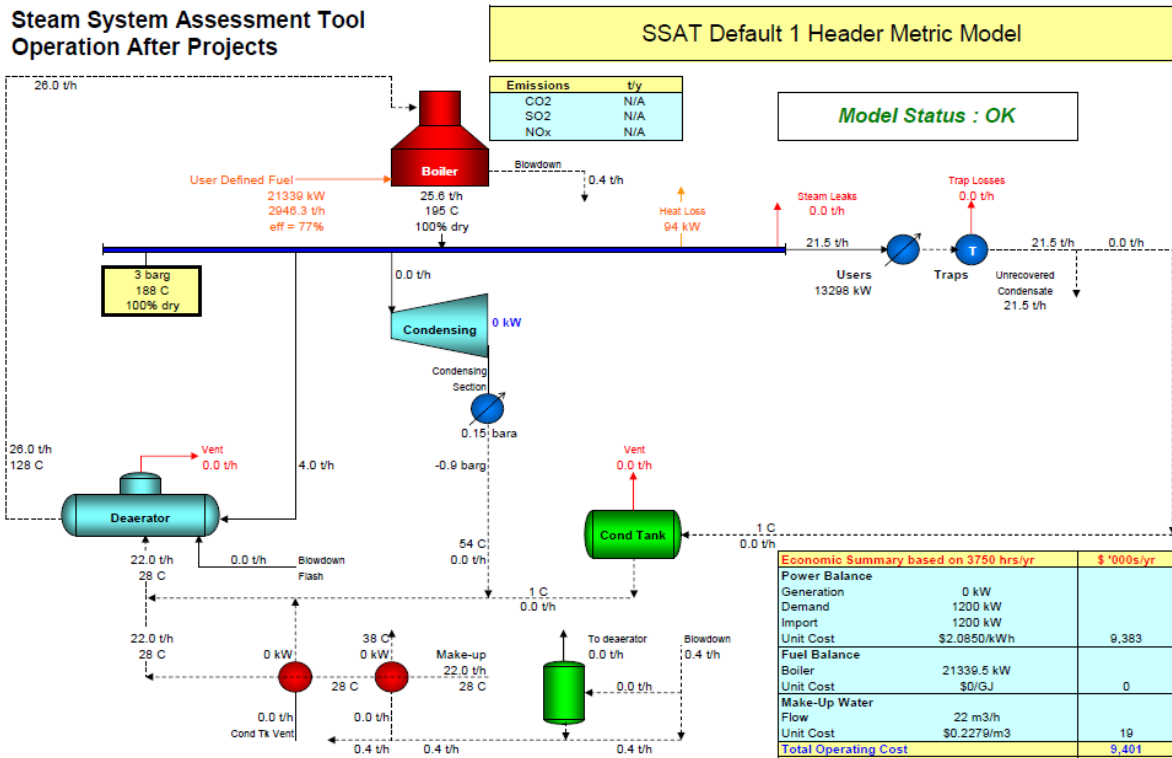 Steam System Assessment Tool
Operation After Projects
SSAT Default 1 Header Metric Model
Emissions t/y
CO2 N/A
SO2 N/A
NOx N/A
Model Status : OK
26.0 t/h
Boiler
Blowdown
0.4 t/h
User Defined Fuel
21339 kW
2946.3 t/h
eff = 77%
25.6 t/h
195 C
100% dry
Heat Loss
94 kW
Steam Leaks
0.0 t/h
Trap Losses
0.0 t/h
21.5 t/h
T
21.5 t/h
0.0 t/h
Users
13298 kW
Traps
Unrecovered
Condensate
21.5 t/h
3 barg
188 C
100% dry
0.0 t/h
Condensing
0 kW
Condensing
Section
0.15 bara
-0.9 barg
26.0 t/h
128 C
Vent
0.0 t/h
4.0 t/h
Deaerator
Vent
0.0 t/h
Cond Tank
1 C
0.0 t/h
22.0 t/h
28 C
0.0 t/h
Blowdown
Flash
54 C
0.0 t/h
1 C
0.0 t/h
22.0 t/h
28 C
0 kW
38 C
0 kW
28 C
Make-up
22.0 t/h
28 C
To deaerator
0.0 t/h
Blowdown
0.4 t/h
0.0 t/h
0.0 t/h
Cond Tk Vent
0.0 t/h
0.4 t/h
0.4 t/h
0.4 t/h
Economic Summary based on 3750 hrs/yr $ '000s/yr
Power Balance
Generation 0 kW
Demand 1200 kW
Import 1200 kW
Unit Cost $2.0850/kWh 9,383
Fuel Balance
Boiler 21339.5 kW
Unit Cost $0/GJ 0
Make-Up Water
Flow 22 m3/h
Unit Cost $0.2279/m3 19
Total Operating Cost 9,401